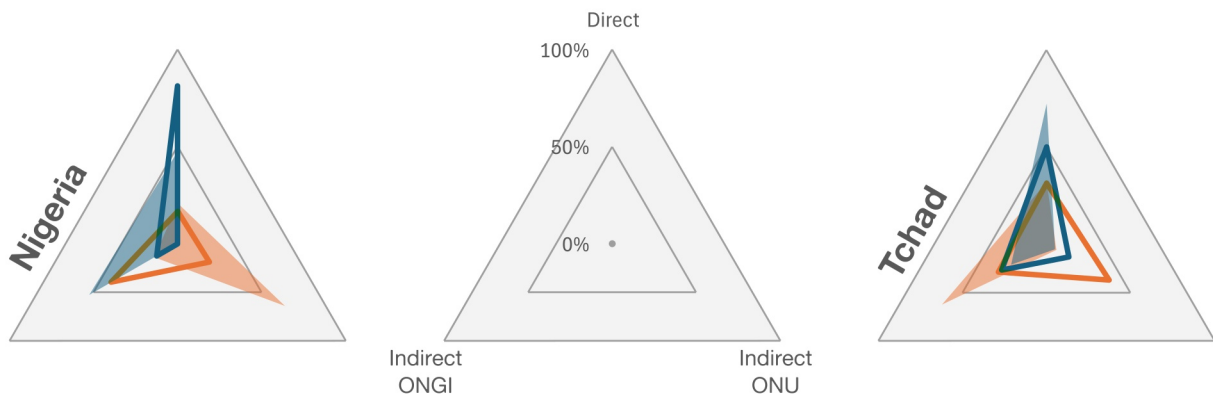 Nigeria
Direct
100%
50%
0%
Indirect
ONGI
Indirect
ONU
Tchad